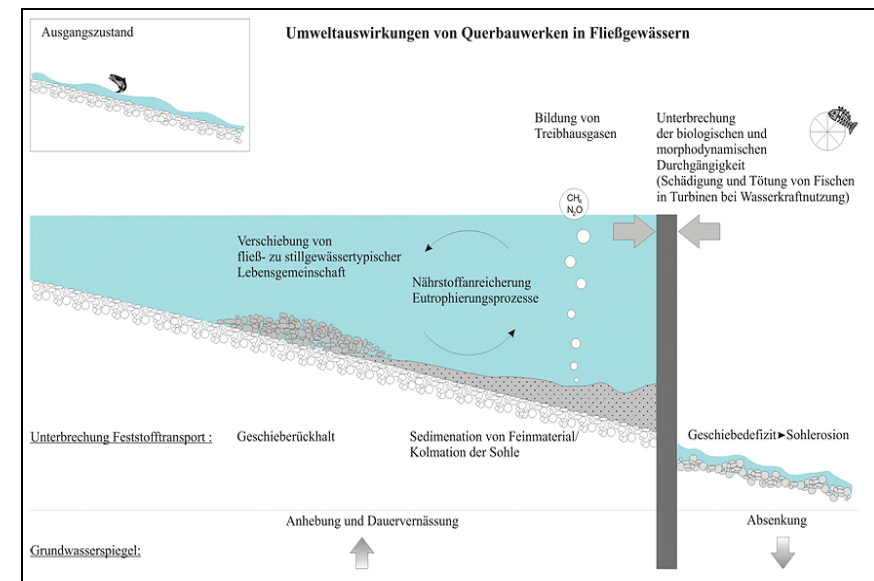 Ausgangszustand
Umweltauswirkungen von Querbauwerken in Fließgewässern
Bildung von
Treibhausgasen
Unterbrechung
der biologischen und
morphodynamischen
Durchgängigkeit
(Schädigung und Tötung von Fischen
in Turbinen bei Wasserkraftnutzung)
CH₄
N₂O
Verschiebung von
fließ- zu stillgewässertypischer
Lebensgemeinschaft
Nährstoffanreicherung
Eutrophierungsprozesse
Unterbrechung Feststofftransport :
Geschieberückhalt
Sedimenation von Feinmaterial/
Kolmation der Sohle
Geschiebedefizit➤Sohlerosion
Anhebung und Dauervernässung
Absenkung
Grundwasserspiegel: